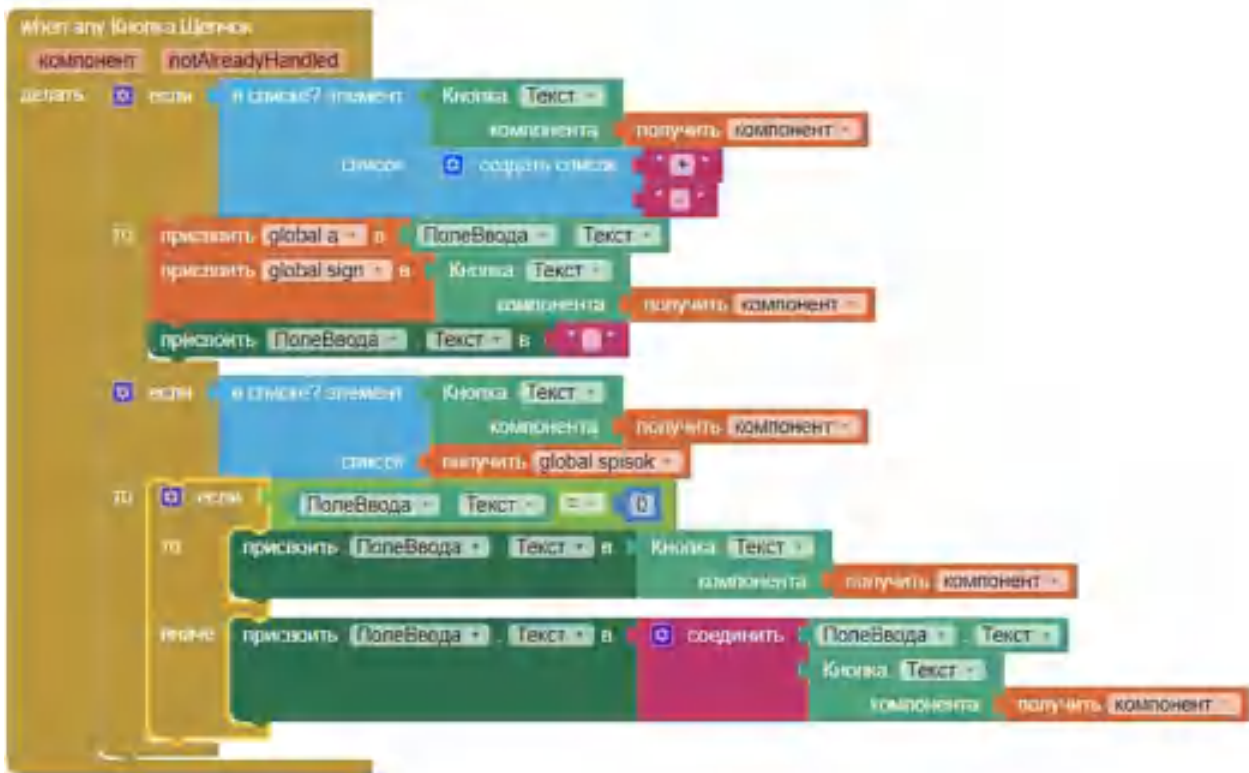 when any Кнопка.Щелчок
компонент notAlreadyHandled
делать если в списке? элемент Кнопка. Текст
компонента получить компонент
список создать список " + "
" - "
то присвоить global a в ПолеВвода . Текст
присвоить global sign в Кнопка. Текст
компонента получить компонент
присвоить ПолеВвода . Текст в " "
если в списке? элемент Кнопка. Текст
компонента получить компонент
список получить global spisok
то если ПолеВвода . Текст = 0
то присвоить ПолеВвода . Текст в Кнопка. Текст
компонента получить компонент
иначе присвоить ПолеВвода . Текст в соединить ПолеВвода . Текст
Кнопка. Текст
компонента получить компонент